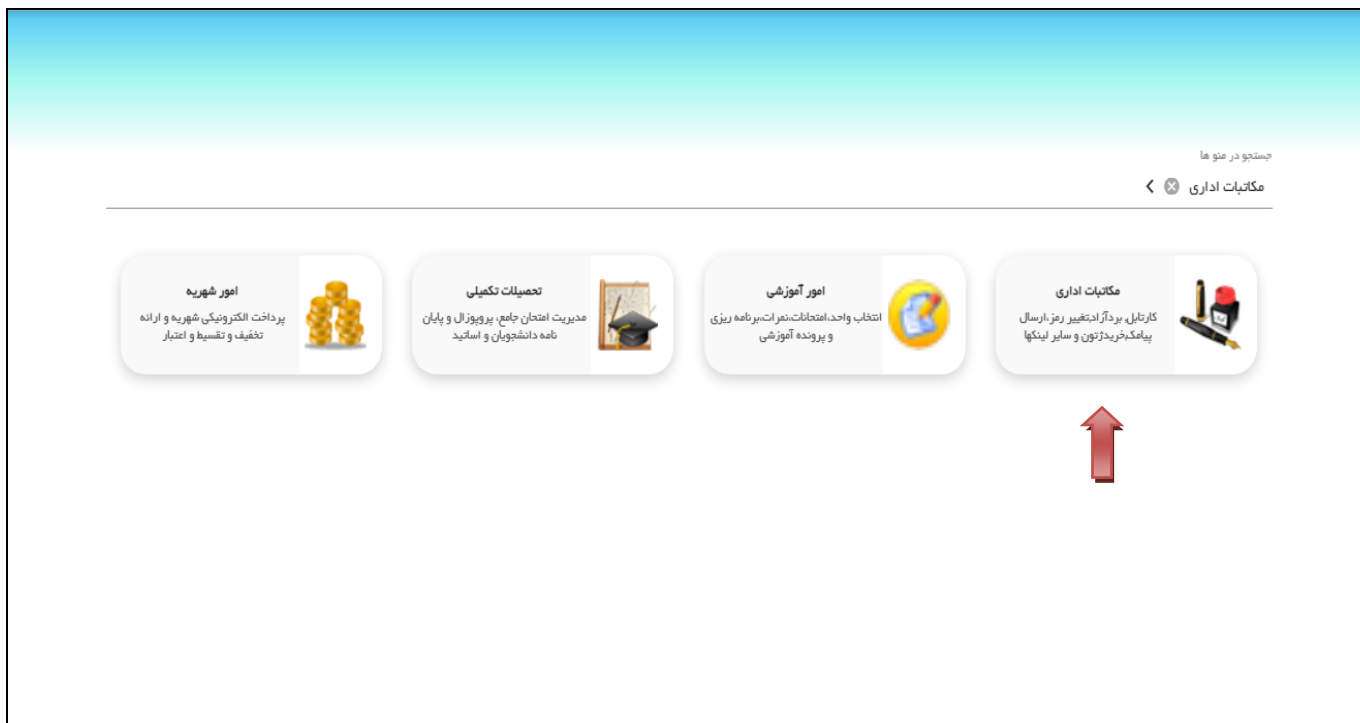 جستجو در منو ها
مکاتبات اداری
مکاتبات اداری
کارتابل، بردآزاد،تغییر رمز،ارسال
پیامک،خریدژتون و سایر لینکها
امور آموزشی
انتخاب واحد،امتحانات،نمرات،برنامه ریزی
و پرونده آموزشی
تحصیلات تکمیلی
مدیریت امتحان جامع، پروپوزال و پایان
نامه دانشجویان و اساتید
امور شهریه
پرداخت الکترونیکی شهریه و ارائه
تخفیف و تقسیط و اعتبار